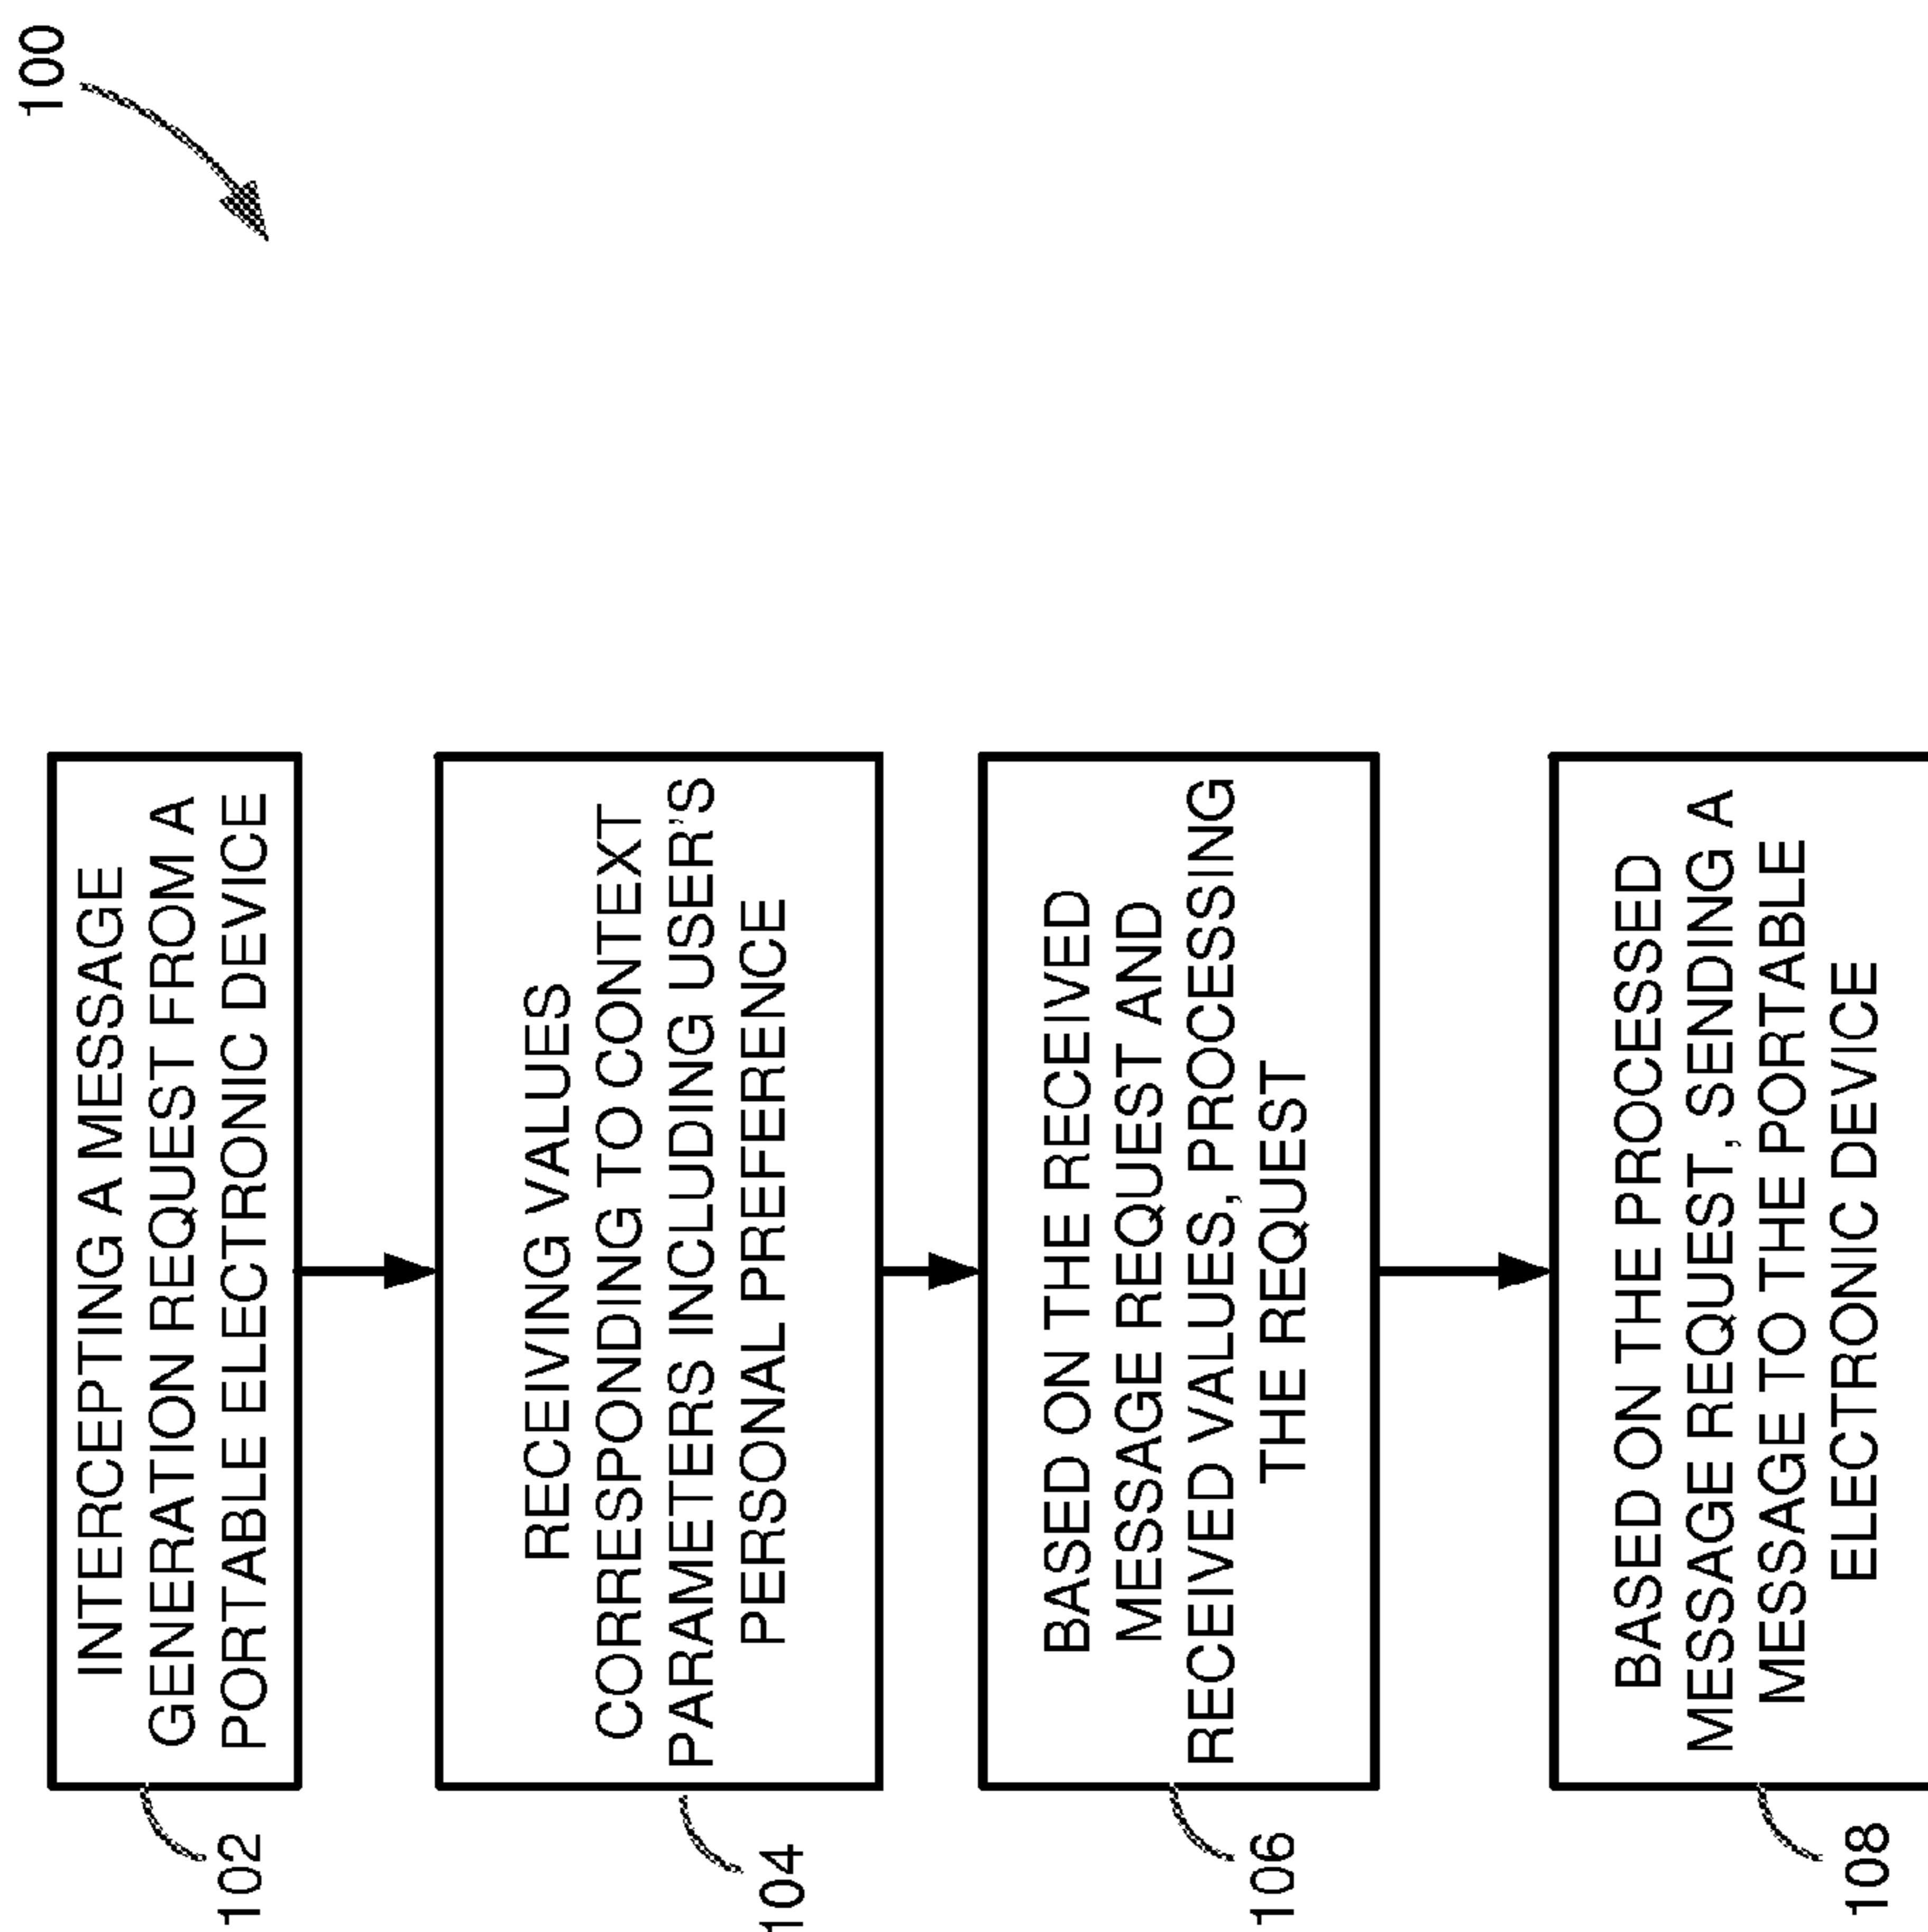 100
INTERCEPTING A MESSAGE
GENERATION REQUEST FROM A
PORTABLE ELECTRONIC DEVICE
102
RECEIVING VALUES
CORRESPONDING TO CONTEXT
PARAMETERS INCLUDING USER'S
PERSONAL PREFERENCE
104
BASED ON THE RECEIVED
MESSAGE REQUEST AND
RECEIVED VALUES, PROCESSING
THE REQUEST
106
BASED ON THE PROCESSED
MESSAGE REQUEST, SENDING A
MESSAGE TO THE PORTABLE
ELECTRONIC DEVICE
108